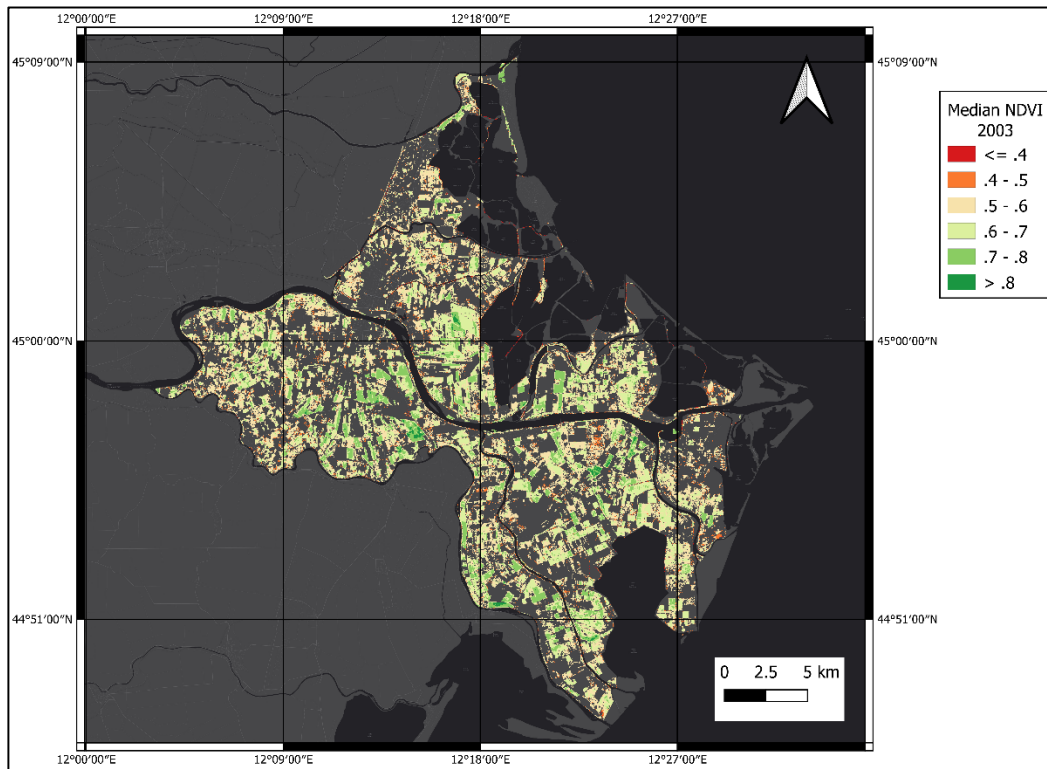 12°00'00"E 12°09'00"E 12°18'00"E 12°27'00"E
45°09'00"N 45°09'00"N
Median NDVI
2003
<= .4
.4 - .5
.5 - .6
.6 - .7
.7 - .8
> .8
45°00'00"N 45°00'00"N
44°51'00"N 44°51'00"N
0 2.5 5 km
12°00'00"E 12°09'00"E 12°18'00"E 12°27'00"E